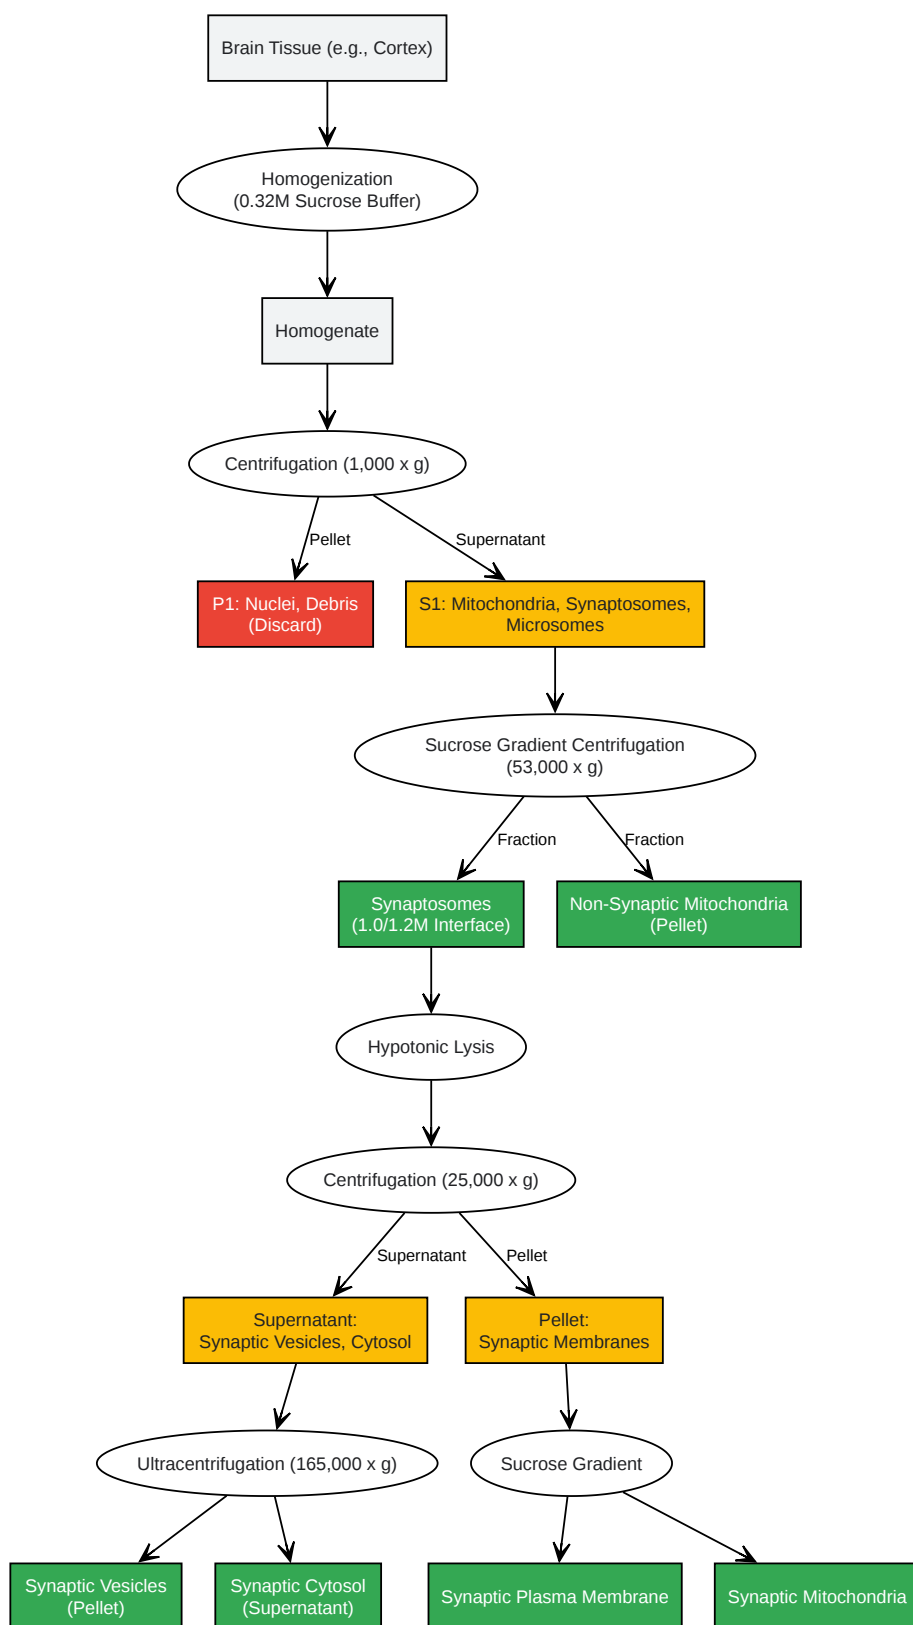 Brain Tissue (e.g., Cortex)
Homogenization
(0.32M Sucrose Buffer)
Homogenate
Centrifugation (1,000 x g)
Pellet
Supernatant
P1: Nuclei, Debris
(Discard)
S1: Mitochondria, Synaptosomes,
Microsomes
Sucrose Gradient Centrifugation
(53,000 x g)
Fraction
Fraction
Synaptosomes
(1.0/1.2M Interface)
Non-Synaptic Mitochondria
(Pellet)
Hypotonic Lysis
Centrifugation (25,000 x g)
Supernatant
Pellet
Supernatant:
Synaptic Vesicles, Cytosol
Pellet:
Synaptic Membranes
Ultracentrifugation (165,000 x g)
Sucrose Gradient
Synaptic Vesicles
(Pellet)
Synaptic Cytosol
(Supernatant)
Synaptic Plasma Membrane
Synaptic Mitochondria